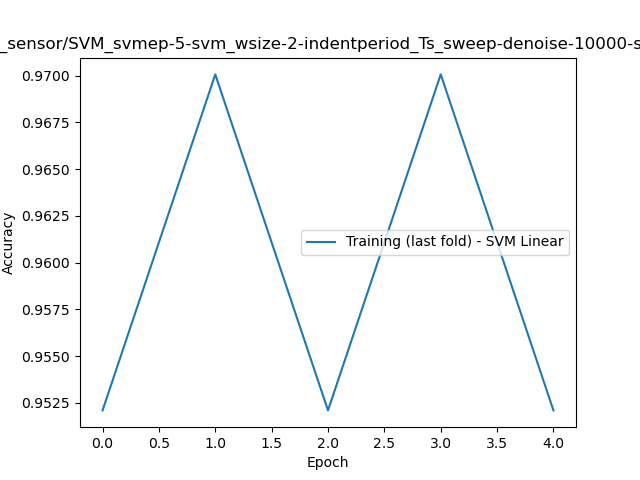 _sensor/SVM_svmep-5-svm_wsize-2-indentperiod_Ts_sweep-denoise-10000-s
0.9700
0.9675
0.9650
0.9625
0.9600
0.9575
0.9550
0.9525
Accuracy
Training (last fold) - SVM Linear
0.0 0.5 1.0 1.5 2.0 2.5 3.0 3.5 4.0
Epoch